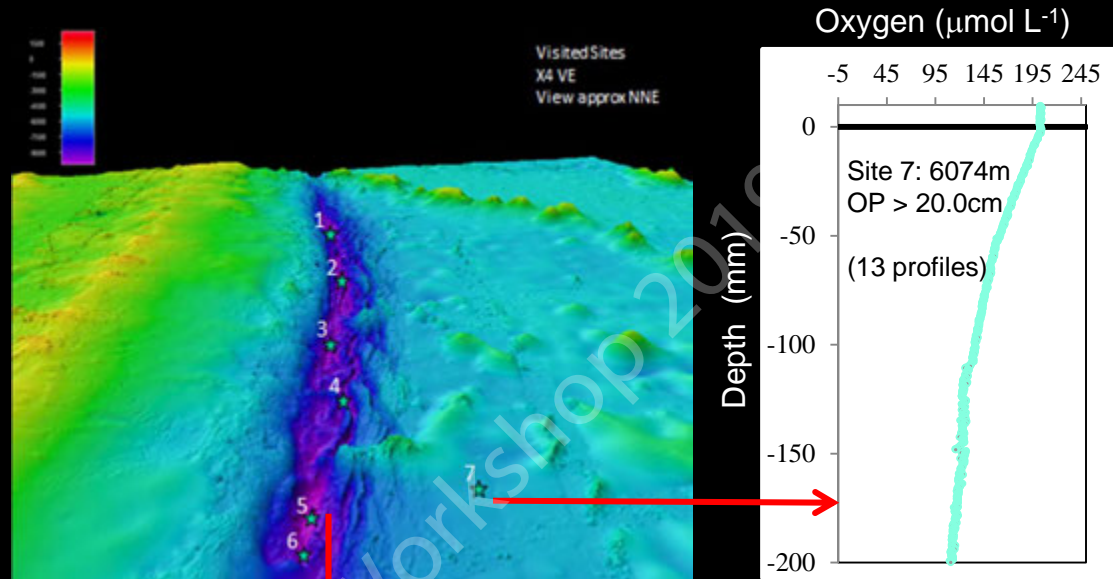 Oxygen (μmol L-1)
Visited Sites
X4 VE
View approx NNE
-5 45 95 145 195 245
0
-50
-100
-150
-200
Depth (mm)
Site 7: 6074m
OP > 20.0cm
(13 profiles)
1
2
3
4
5
6
7